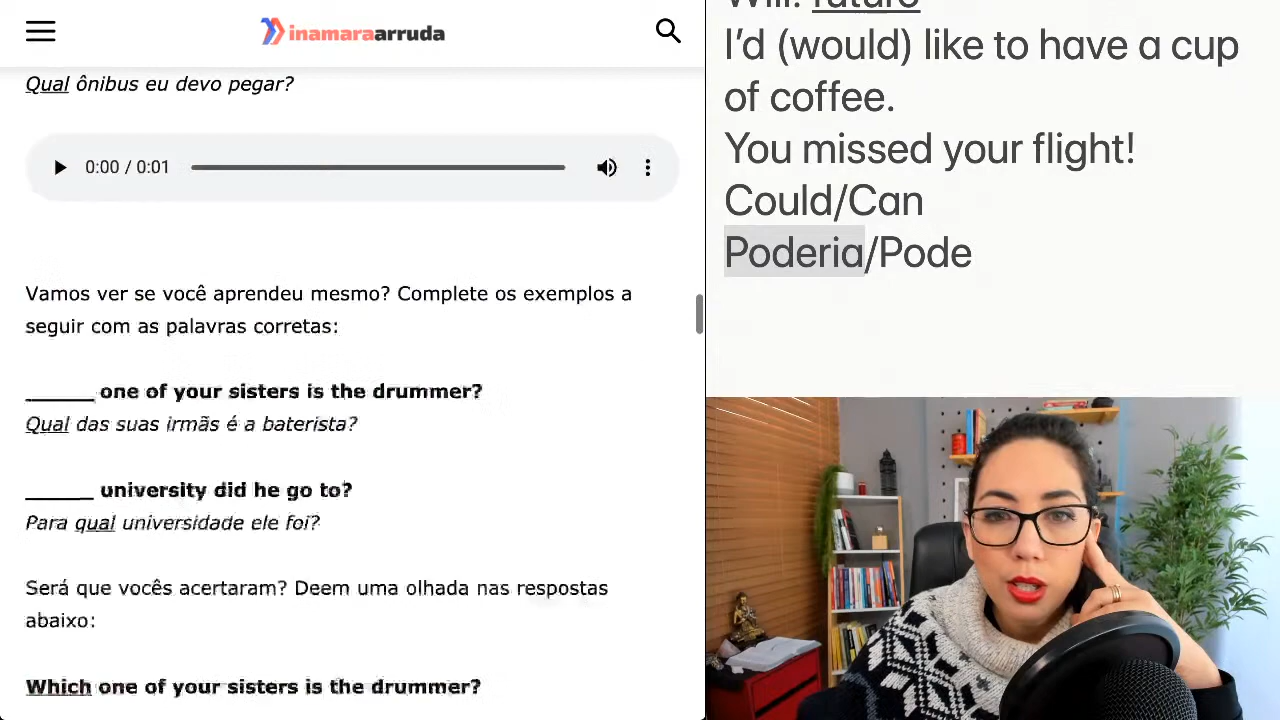 inamaraarruda
Qual ônibus eu devo pegar?
0:00 / 0:01
Vamos ver se você aprendeu mesmo? Complete os exemplos a
seguir com as palavras corretas:
______ one of your sisters is the drummer?
Qual das suas irmãs é a baterista?
______ university did he go to?
Para qual universidade ele foi?
Será que vocês acertaram? Deem uma olhada nas respostas
abaixo:
Which one of your sisters is the drummer?
Will: futuro
I’d (would) like to have a cup
of coffee.
You missed your flight!
Could/Can
Poderia/Pode